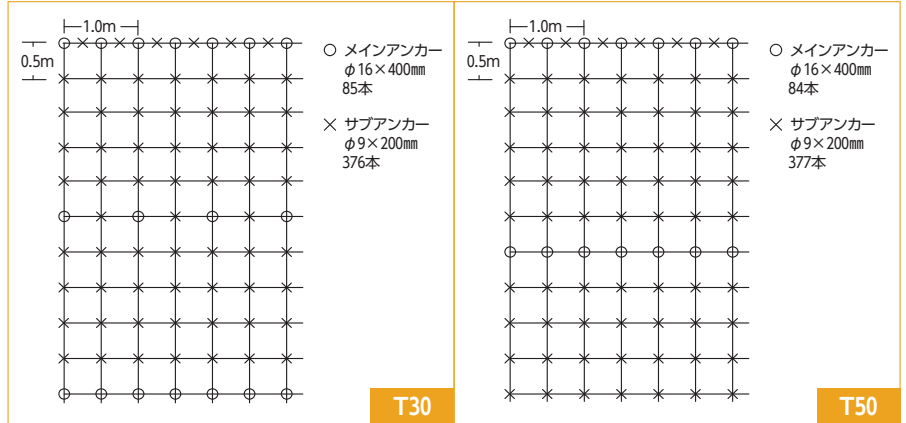 1.0m
0.5m
○ メインアンカー
φ16×400㎜
85本
× サブアンカー
φ9×200㎜
376本
T30
1.0m
0.5m
○ メインアンカー
φ16×400㎜
84本
× サブアンカー
φ9×200㎜
377本
T50